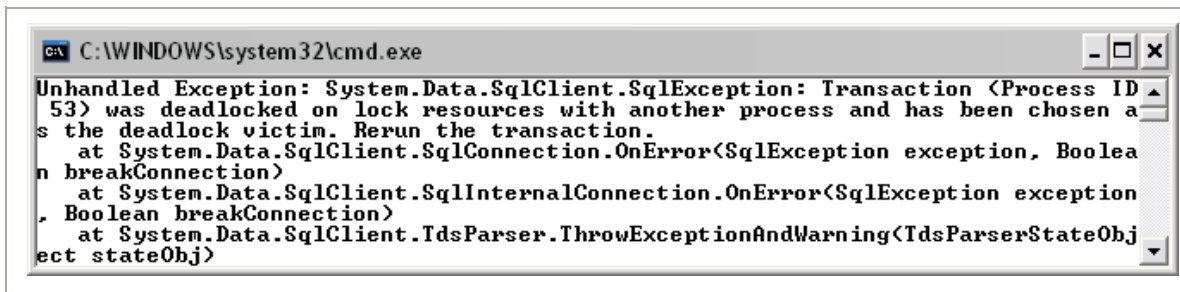 C:\WINDOWS\system32\cmd.exe
Unhandled Exception: System.Data.SqlClient.SqlException: Transaction (Process ID
 53) was deadlocked on lock resources with another process and has been chosen a
s the deadlock victim. Rerun the transaction.
   at System.Data.SqlClient.SqlConnection.OnError(SqlException exception, Boolea
n breakConnection)
   at System.Data.SqlClient.SqlInternalConnection.OnError(SqlException exception
, Boolean breakConnection)
   at System.Data.SqlClient.TdsParser.ThrowExceptionAndWarning(TdsParserStateObj
ect stateObj)